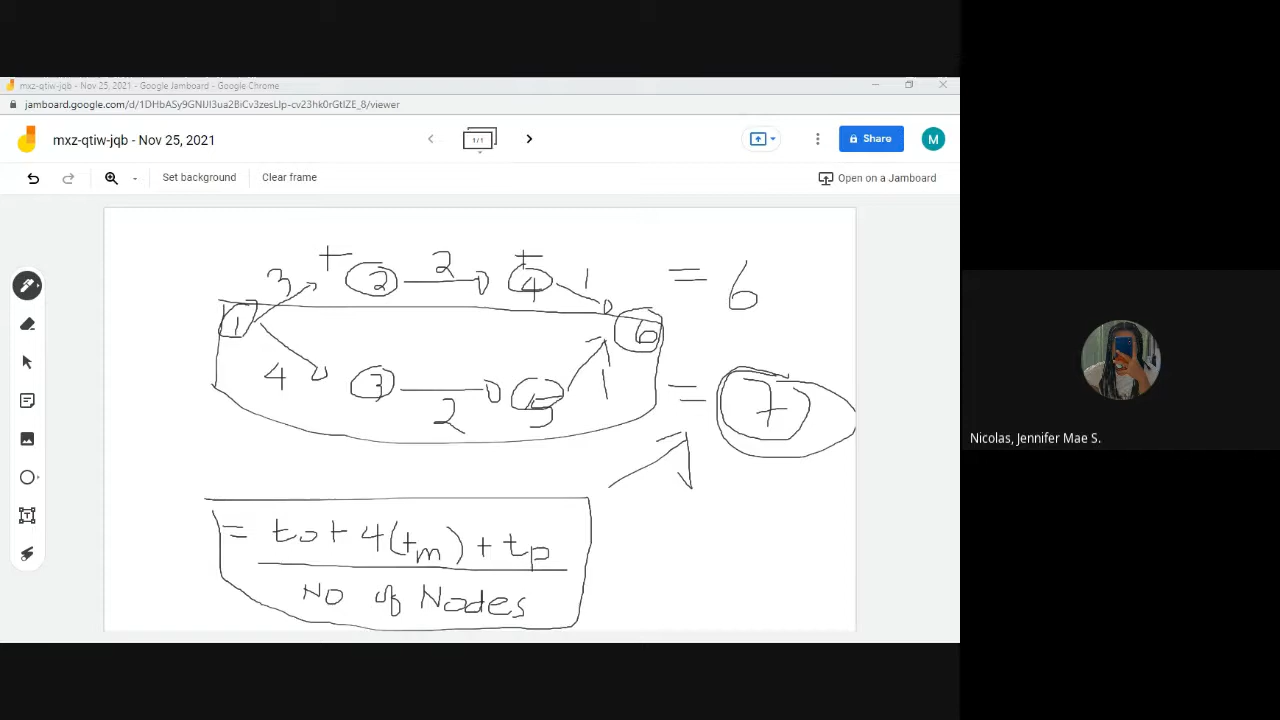 mxz-qtiw-jqb - Nov 25, 2021 - Google Jamboard - Google Chrome
jamboard.google.com/d/1DHbASy9GNIJI3ua2BiCv3zesLlp-cv23hk0rGtIZE_8/viewer
mxz-qtiw-jqb - Nov 25, 2021
1/1
Share
M
Set background
Clear frame
Open on a Jamboard
3 + 2 2 + 4 1 = 6
1 6
4 3 2 5 1 = 7
= to + 4(tm) + tp
No of Nodes
Nicolas, Jennifer Mae S.